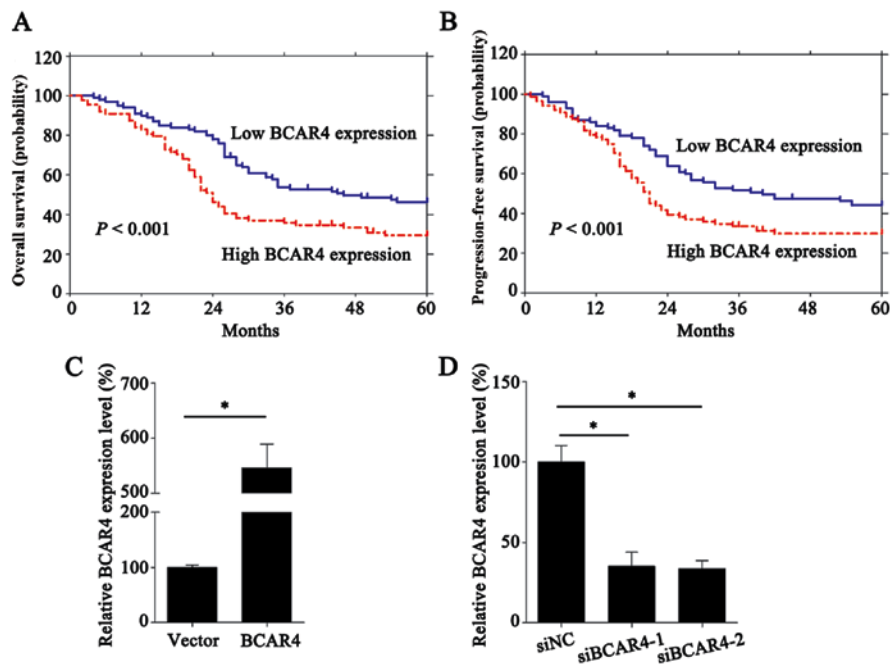 A
Overall survival (probability)
120
100
80
60
40
20
0
Low BCAR4 expression
P < 0.001
High BCAR4 expression
0 12 24 36 48 60
Months
B
Progression-free survival (probability)
120
100
80
60
40
20
0
Low BCAR4 expression
P < 0.001
High BCAR4 expression
0 12 24 36 48 60
Months
C
Relative BCAR4 expresion level (%)
700
600
500
200
100
0
*
Vector BCAR4
D
Relative BCAR4 expresion level (%)
150
100
50
0
*
*
siNC siBCAR4-1 siBCAR4-2